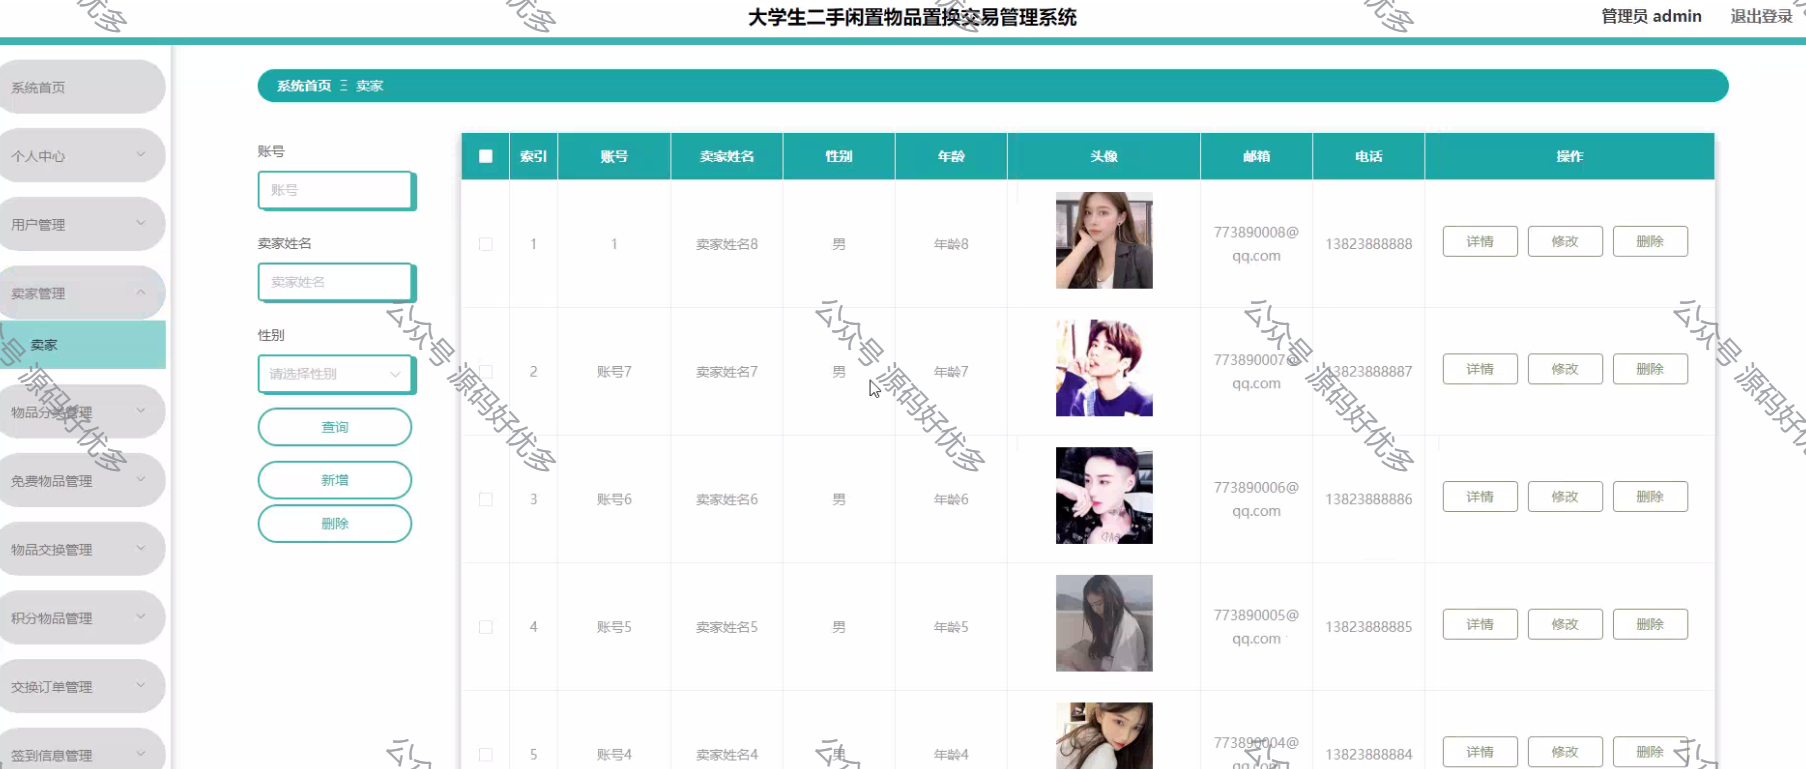 大学生二手闲置物品置换交易管理系统
管理员 admin
退出登录
系统首页
个人中心
用户管理
卖家管理
卖家
物品分类管理
免费物品管理
物品交换管理
积分物品管理
交换订单管理
签到信息管理
系统首页 Ξ 卖家
账号
账号
卖家姓名
卖家姓名
性别
请选择性别
查询
新增
删除
索引 账号 卖家姓名 性别 年龄 头像 邮箱 电话 操作
1 1 卖家姓名8 男 年龄8 773890008@
qq.com
13823888888 详情 修改 删除
2 账号7 卖家姓名7 男 年龄7 773890007@
qq.com
13823888887 详情 修改 删除
3 账号6 卖家姓名6 男 年龄6 773890006@
qq.com
13823888886 详情 修改 删除
4 账号5 卖家姓名5 男 年龄5 773890005@
qq.com
13823888885 详情 修改 删除
5 账号4 卖家姓名4 男 年龄4 773890004@
qq.com
13823888884 详情 修改 删除
优多
优多
优多
优多
公众号 源码好优多
公众号 源码好优多
公众号 源码好优多
公众号 源码好优多
号 源码好优多
公众
公众
公众
公众